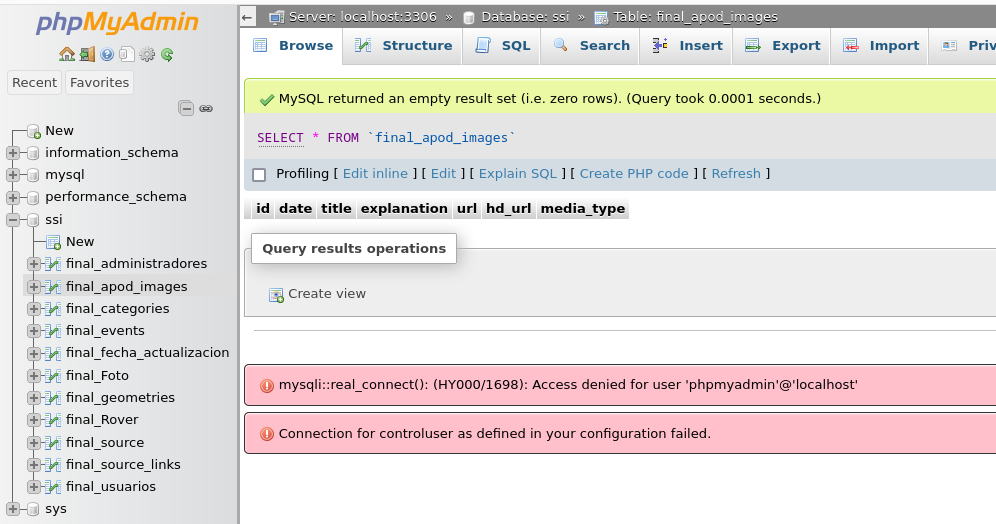 phpMyAdmin
Recent Favorites
New
information_schema
mysql
performance_schema
ssi
New
final_administradores
final_apod_images
final_categories
final_events
final_fecha_actualizacion
final_Foto
final_geometries
final_Rover
final_source
final_source_links
final_usuarios
sys
← Server: localhost:3306 » Database: ssi » Table: final_apod_images
Browse Structure SQL Search Insert Export Import Priv
MySQL returned an empty result set (i.e. zero rows). (Query took 0.0001 seconds.)
SELECT * FROM `final_apod_images`
Profiling [ Edit inline ] [ Edit ] [ Explain SQL ] [ Create PHP code ] [ Refresh ]
id date title explanation url hd_url media_type
Query results operations
Create view
mysqli::real_connect(): (HY000/1698): Access denied for user 'phpmyadmin'@'localhost'
Connection for controluser as defined in your configuration failed.